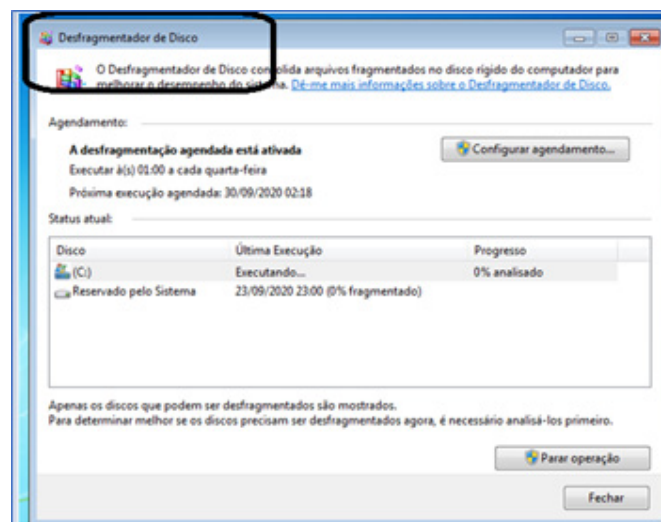 Desfragmentador de Disco
O Desfragmentador de Disco consolida arquivos fragmentados no disco rígido do computador para
melhorar o desempenho do sistema. Dê-me mais informações sobre o Desfragmentador de Disco.
Agendamento:
A desfragmentação agendada está ativada
Configurar agendamento...
Executar à(s) 01:00 a cada quarta-feira
Próxima execução agendada: 30/09/2020 02:18
Status atual:
Disco Última Execução Progresso
(C:) Executando... 0% analisado
Reservado pelo Sistema 23/09/2020 23:00 (0% fragmentado)
Apenas os discos que podem ser desfragmentados são mostrados.
Para determinar melhor se os discos precisam ser desfragmentados agora, é necessário analisá-los primeiro.
Parar operação
Fechar